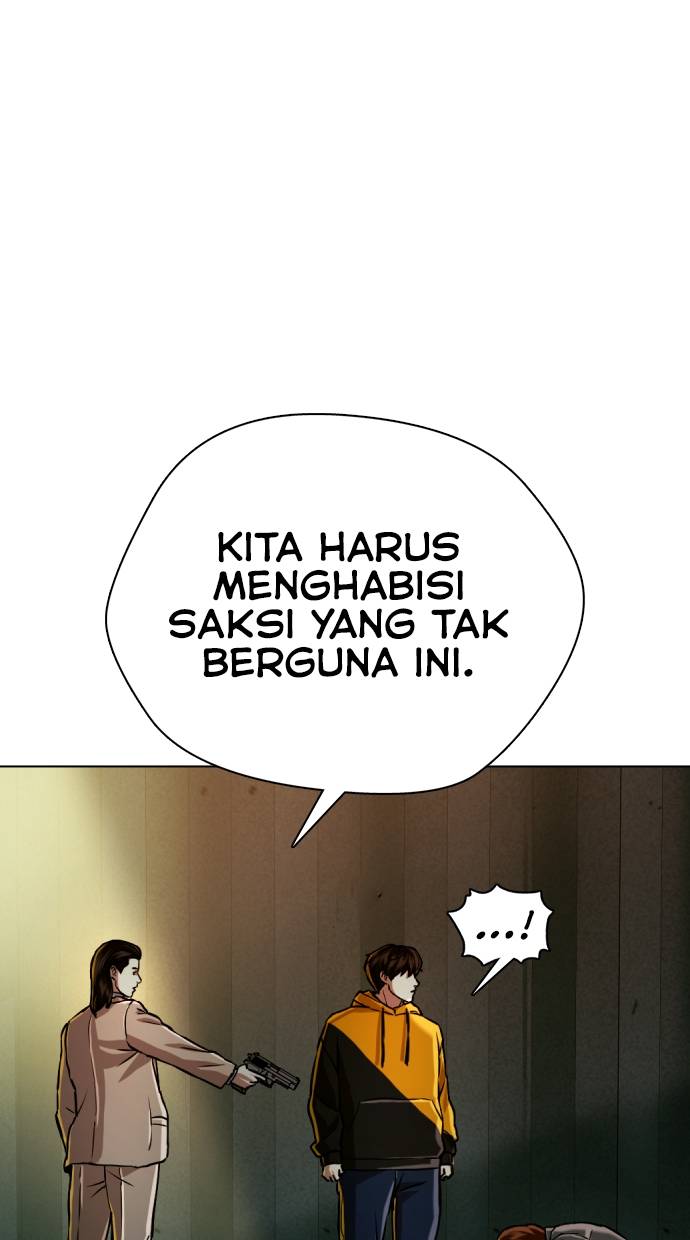 KITA HARUS
MENGHABISI
SAKSI YANG TAK
BERGUNA INI.
...!